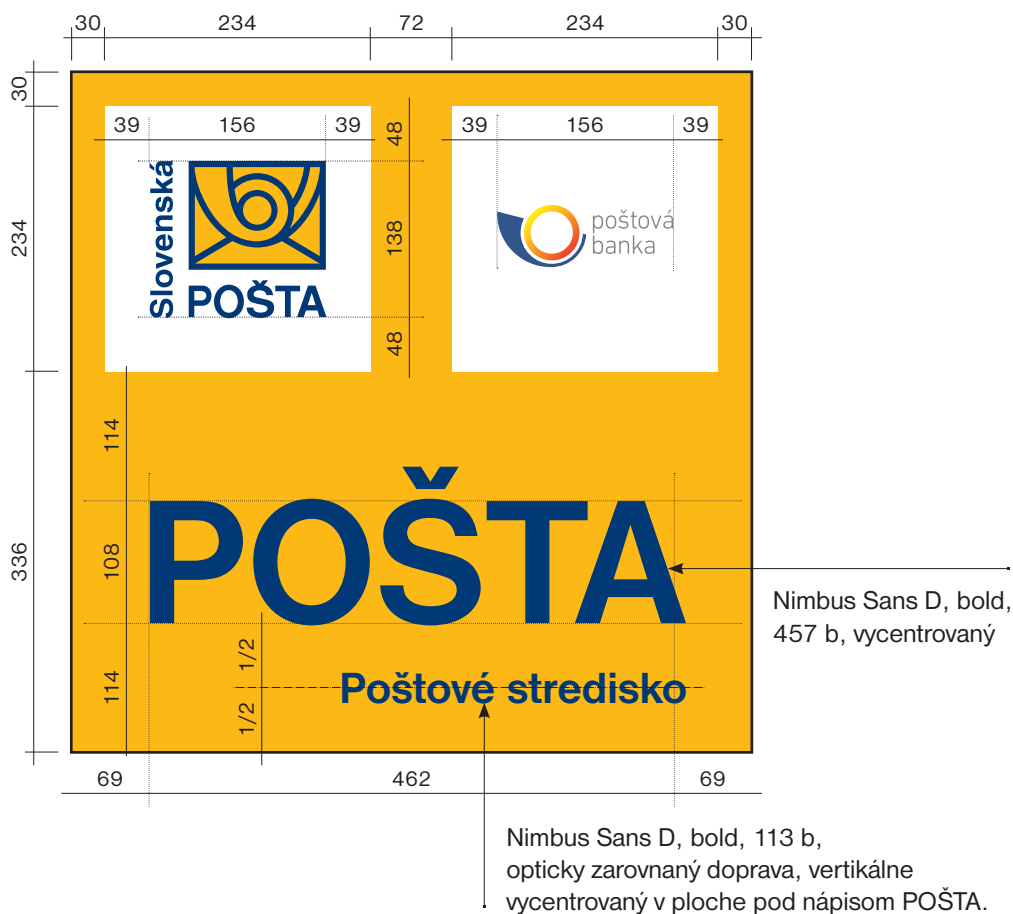 30 234 72 234 30
30
39 156 39
48
39 156 39
Slovenská
POŠTA
poštová
banka
234
138
48
114
POŠTA
336
108
Nimbus Sans D, bold,
457 b, vycentrovaný
1/2
Poštové stredisko
114
1/2
69 462 69
Nimbus Sans D, bold, 113 b,
opticky zarovnaný doprava, vertikálne
vycentrovaný v ploche pod nápisom POŠTA.